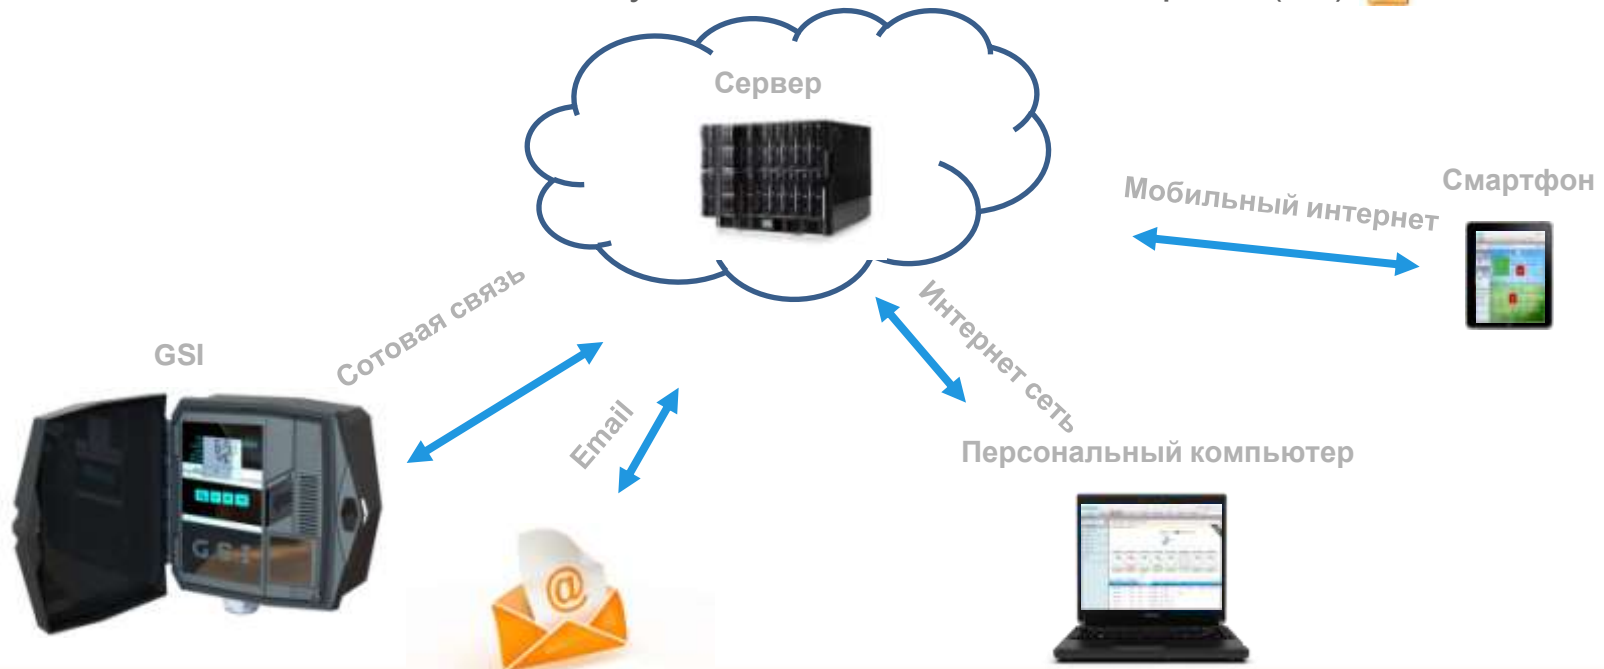 Сервер
Мобильный интернет
Смартфон
Сотовая связь
Интернет сеть
GSI
Email
Персональный компьютер
GSI
@